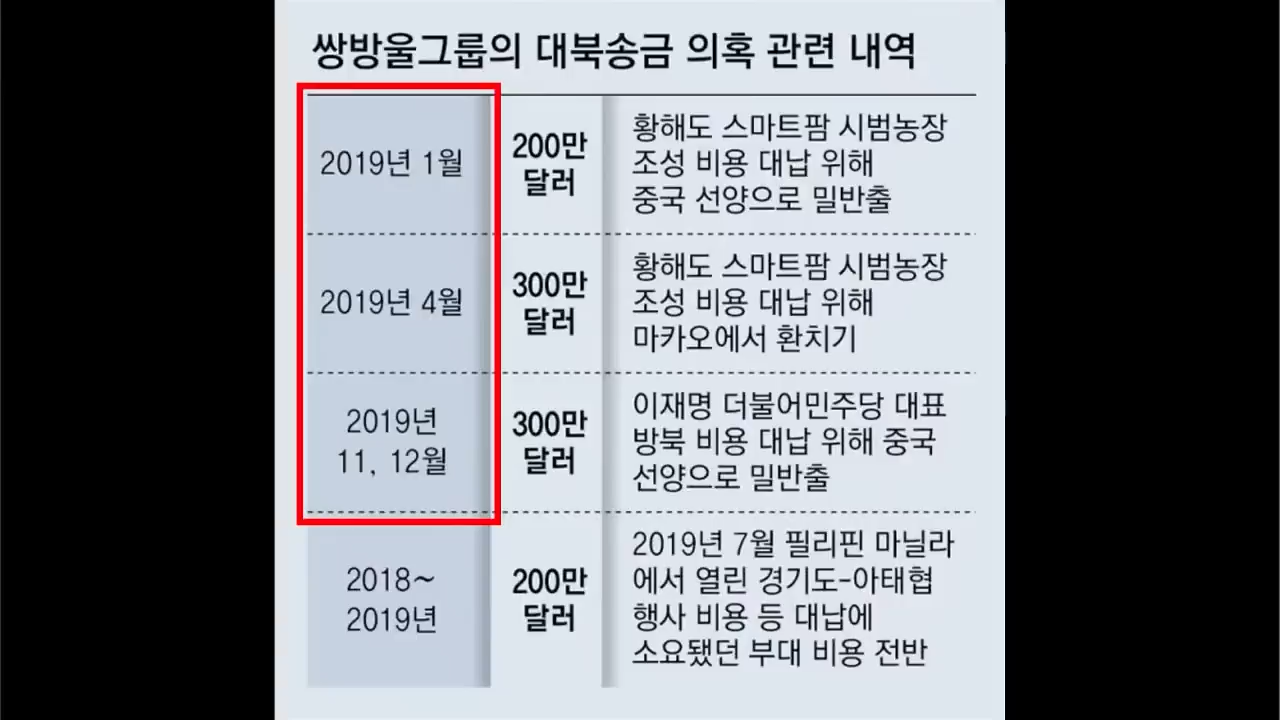 쌍방울그룹의 대북송금 의혹 관련 내역
2019년 1월
200만
달러
황해도 스마트팜 시범농장
조성 비용 대납 위해
중국 선양으로 밀반출
2019년 4월
300만
달러
황해도 스마트팜 시범농장
조성 비용 대납 위해
마카오에서 환치기
2019년
11, 12월
300만
달러
이재명 더불어민주당 대표
방북 비용 대납 위해 중국
선양으로 밀반출
2018~
2019년
200만
달러
2019년 7월 필리핀 마닐라
에서 열린 경기도-아태협
행사 비용 등 대납에
소요됐던 부대 비용 전반